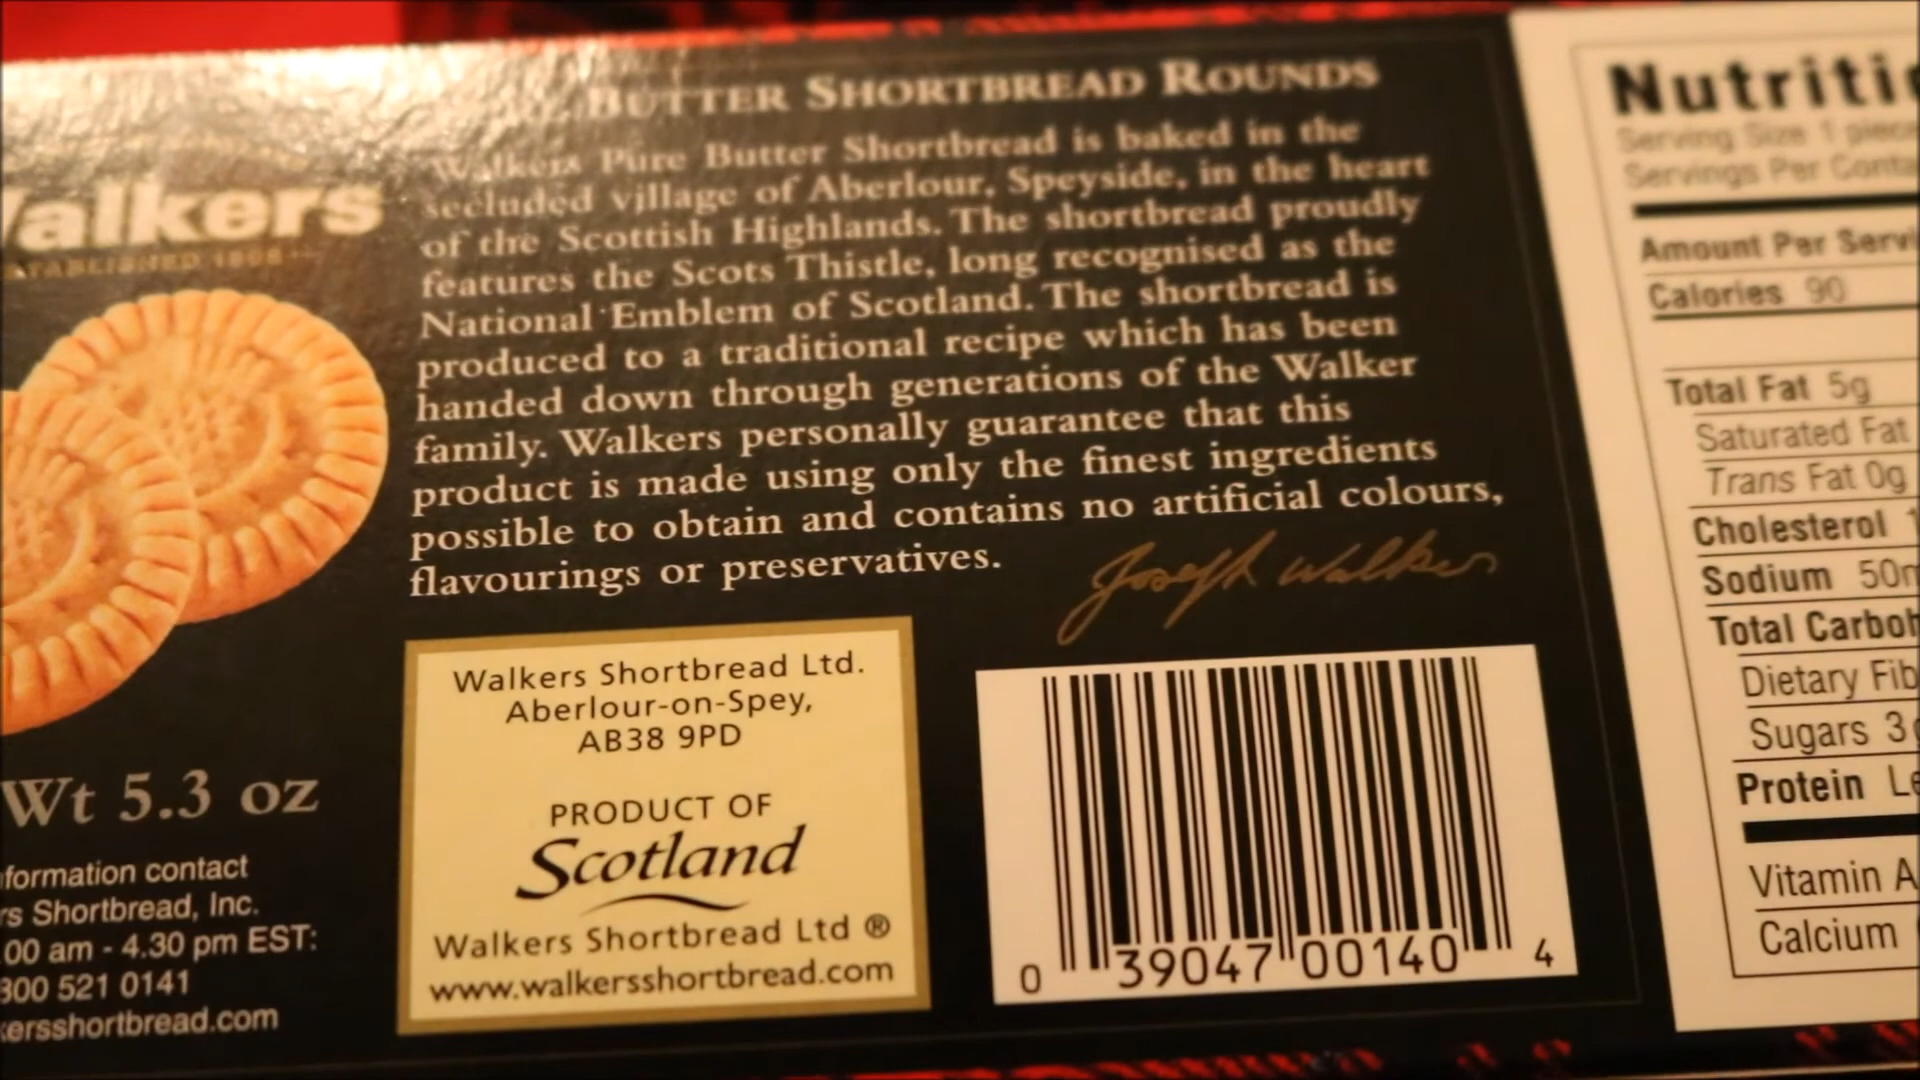 alkers
ESTABLISHED 1898
Wt 5.3 oz
formation contact
rs Shortbread, Inc.
00 am - 4.30 pm EST:
800 521 0141
kersshortbread.com
BUTTER SHORTBREAD ROUNDS
Walkers Pure Butter Shortbread is baked in the
secluded village of Aberlour, Speyside, in the heart
of the Scottish Highlands. The shortbread proudly
features the Scots Thistle, long recognised as the
National Emblem of Scotland. The shortbread is
produced to a traditional recipe which has been
handed down through generations of the Walker
family. Walkers personally guarantee that this
product is made using only the finest ingredients
possible to obtain and contains no artificial colours,
flavourings or preservatives.
Joseph Walker
Walkers Shortbread Ltd.
Aberlour-on-Spey,
AB38 9PD
PRODUCT OF
Scotland
Walkers Shortbread Ltd ®
www.walkersshortbread.com
0 39047 00140 4
Nutriti
Serving Size 1 piece
Servings Per Conta
Amount Per Servi
Calories 90
Total Fat 5g
Saturated Fat
Trans Fat 0g
Cholesterol 1
Sodium 50m
Total Carboh
Dietary Fib
Sugars 3g
Protein Le
Vitamin A
Calcium